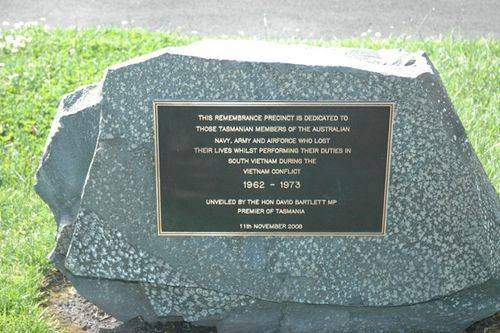 THIS REMEMBRANCE PRECINCT IS DEDICATED TO
THOSE TASMANIAN MEMBERS OF THE AUSTRALIAN
NAVY, ARMY AND AIRFORCE WHO LOST
THEIR LIVES WHILST PERFORMING THEIR DUTIES IN
SOUTH VIETNAM DURING THE
VIETNAM CONFLICT
1962 - 1973
UNVEILED BY THE HON DAVID BARTLETT MP
PREMIER OF TASMANIA
11th NOVEMBER 2008